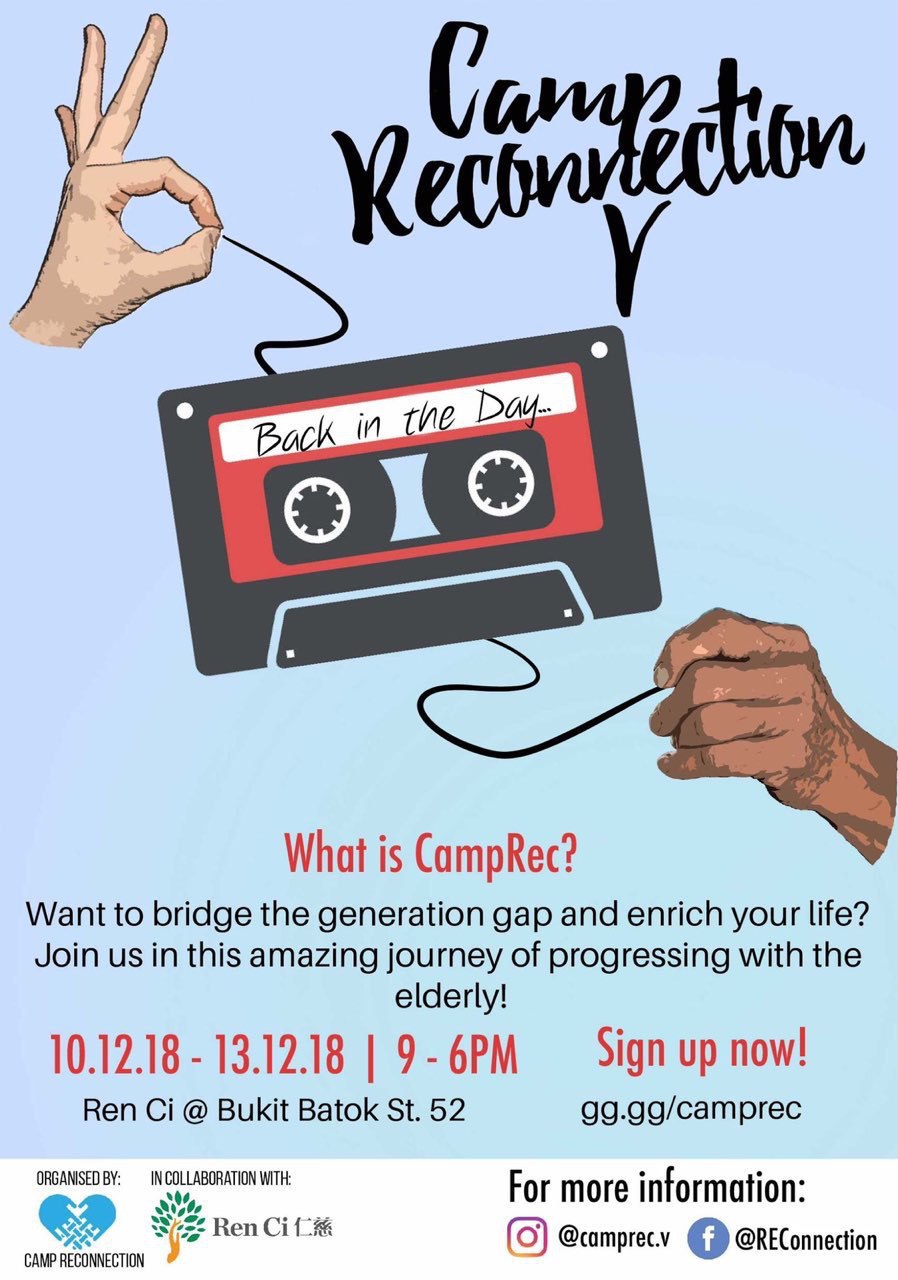 Camp
Reconnection
V
Back in the Day...
What is CampRec?
Want to bridge the generation gap and enrich your life?
Join us in this amazing journey of progressing with the
elderly!
10.12.18 - 13.12.18 | 9 - 6PM
Ren Ci @ Bukit Batok St. 52
Sign up now!
gg.gg/camprec
ORGANISED BY:
CAMP RECONNECTION
IN COLLABORATION WITH:
Ren Ci 仁慈
For more information:
@camprec.v
@REConnection